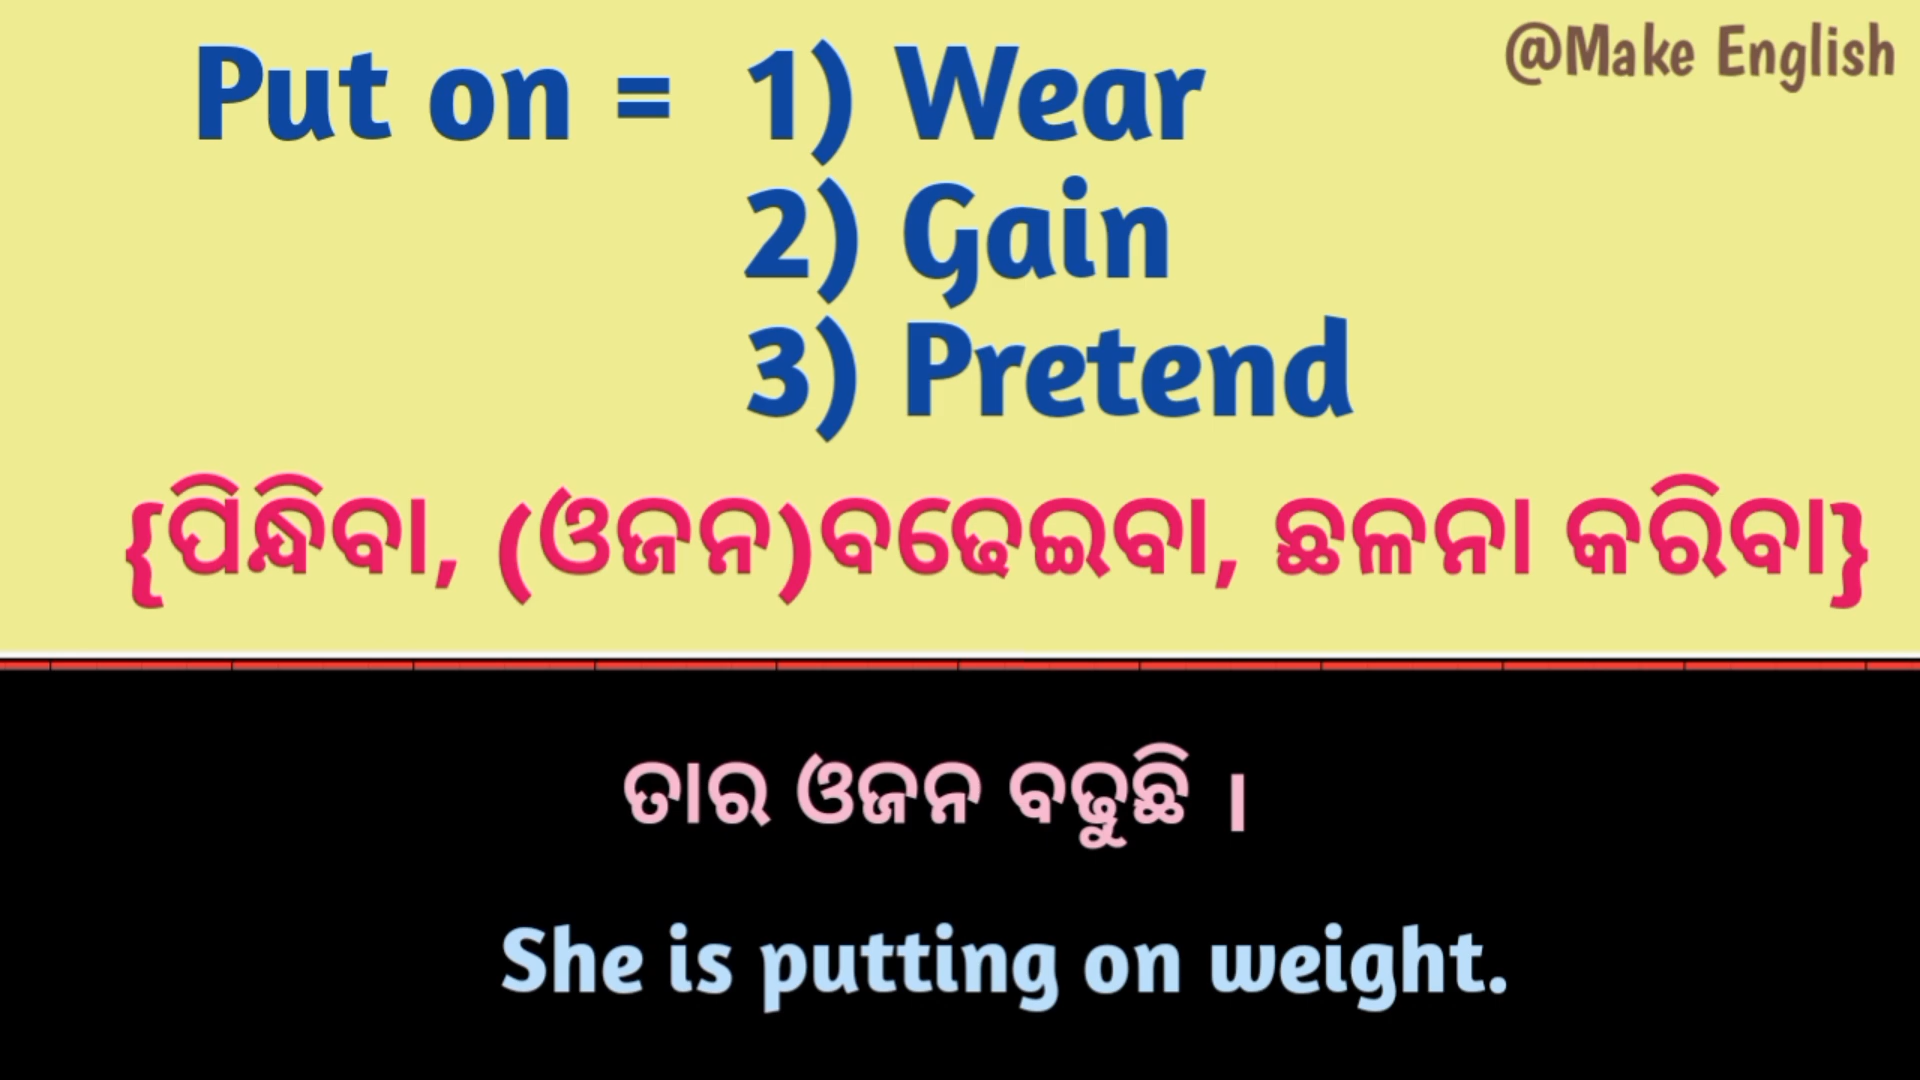 Put on = 1) Wear
@Make English
2) Gain
3) Pretend
{ପିନ୍ଧିବା, (ଓଜନ)ବଢେଇବା, ଛଳନା କରିବା}
ତାର ଓଜନ ବଢୁଛି ।
She is putting on weight.